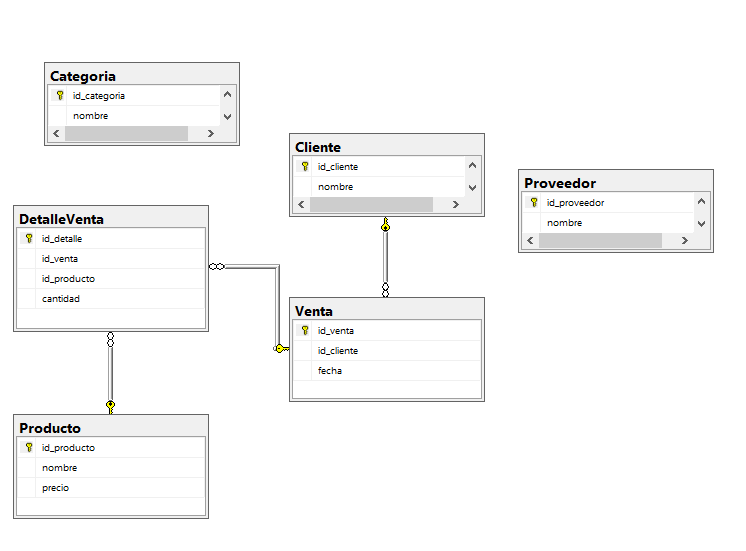 Categoria
id_categoria
nombre
Cliente
id_cliente
nombre
Proveedor
id_proveedor
nombre
DetalleVenta
id_detalle
id_venta
id_producto
cantidad
Venta
id_venta
id_cliente
fecha
Producto
id_producto
nombre
precio